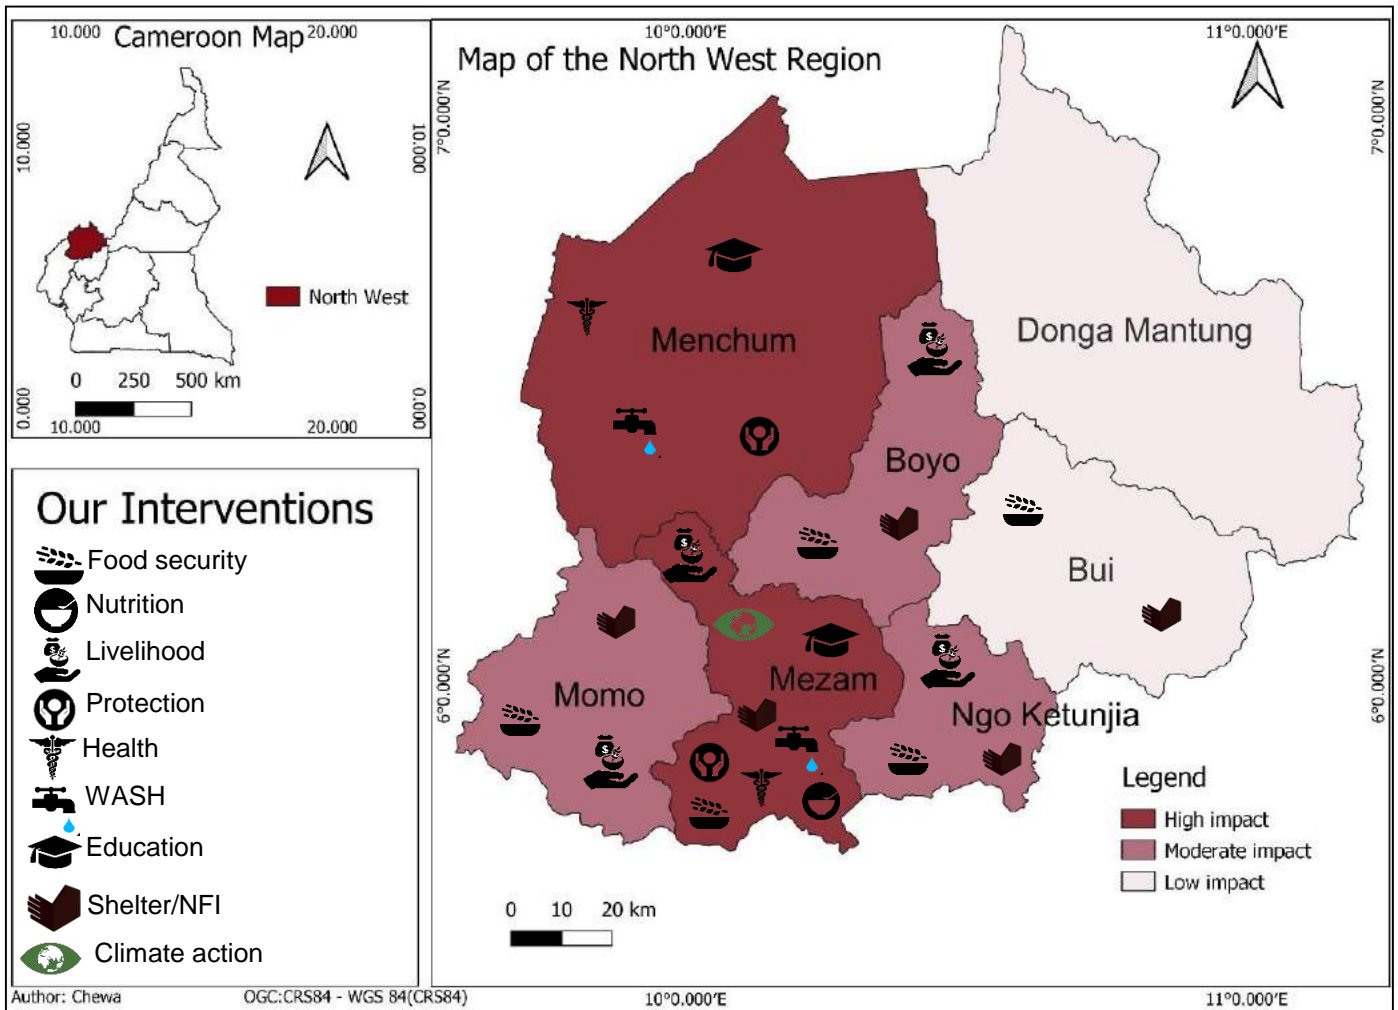 10.000
Cameroon Map
20.000
10.000
10.000
North West
0
250
500 km
0.000
0.000
10.000
20.000
Our Interventions
Food security
Nutrition
Livelihood
Protection
Health
WASH
Education
Shelter/NFI
Climate action
Author: Chewa
OGC:CRS84 - WGS 84(CRS84)
10°0.000'E
11°0.000'E
Map of the North West Region
7°0.000'N
7°0.000'N
Menchum
Donga Mantung
Boyo
Bui
Momo
Mezam
Ngo Ketunjia
6°0.000'N
6°0.000'N
Legend
High impact
Moderate impact
Low impact
0
10
20 km
10°0.000'E
11°0.000'E